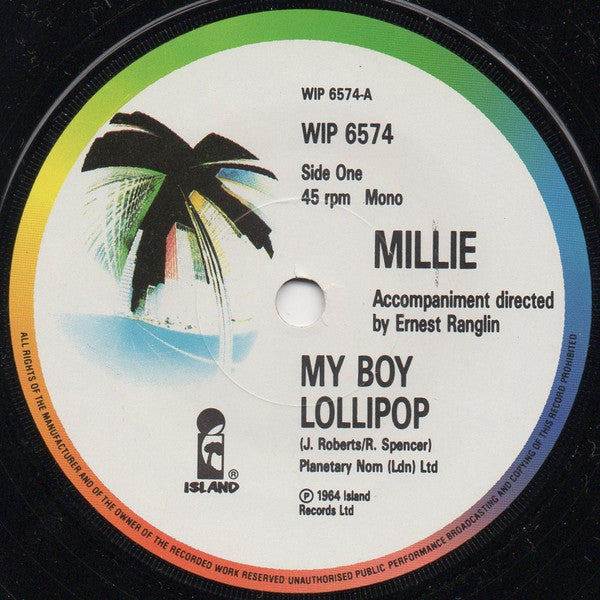 WIP 6574-A
WIP 6574
Side One
45 rpm Mono
MILLIE
Accompaniment directed
by Ernest Ranglin
MY BOY
LOLLIPOP
(J. Roberts/R. Spencer)
Planetary Nom (Ldn) Ltd
℗ 1964 Island
Records Ltd
i
ISLAND®
ALL RIGHTS OF THE MANUFACTURER AND OF THE OWNER OF THE RECORDED WORK RESERVED UNAUTHORISED PUBLIC PERFORMANCE BROADCASTING AND COPYING OF THIS RECORD PROHIBITED